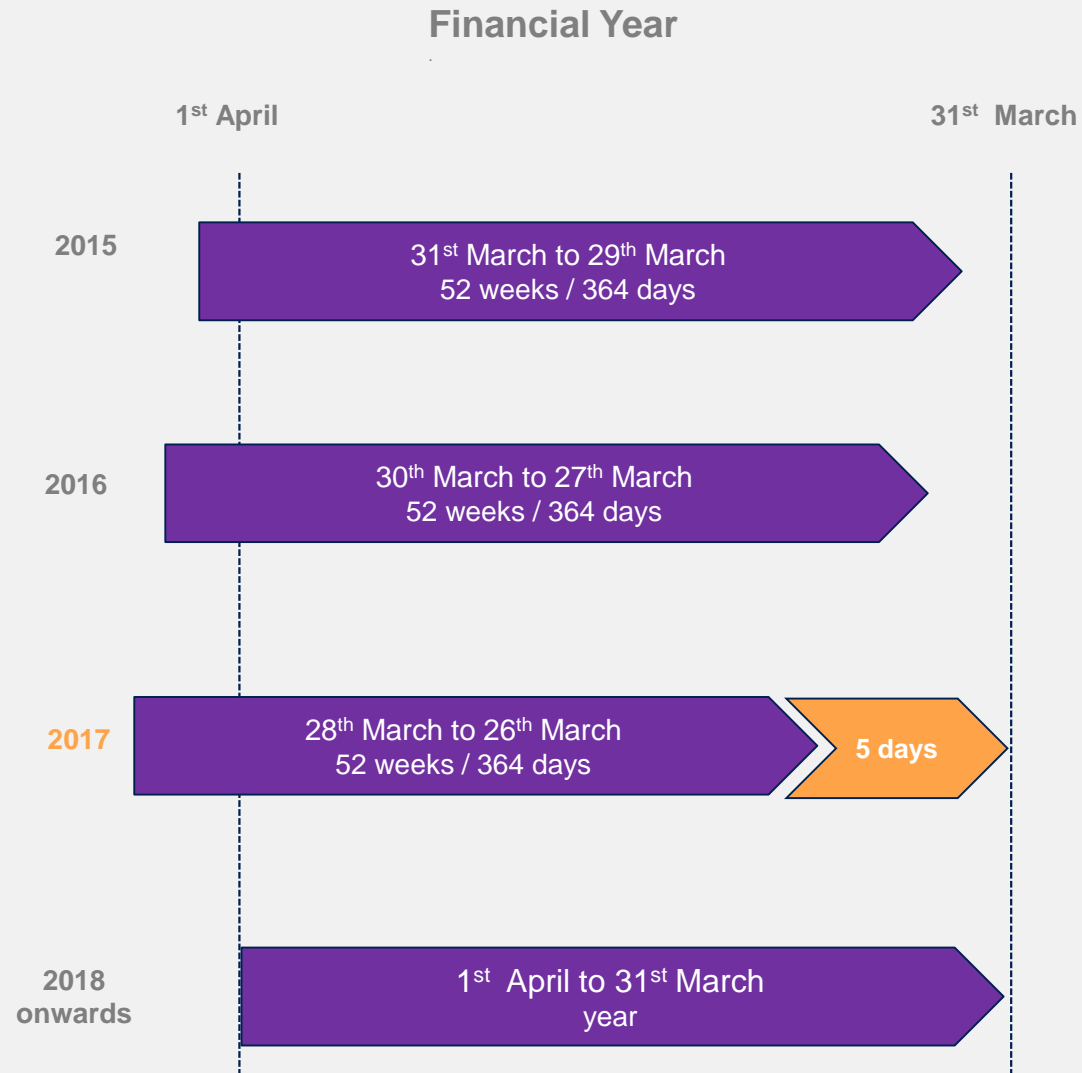 Financial Year
.
1st April
31st March
2015
31st March to 29th March
52 weeks / 364 days
2016
30th March to 27th March
52 weeks / 364 days
2017
28th March to 26th March
52 weeks / 364 days
5 days
2018
onwards
1st April to 31st March
year